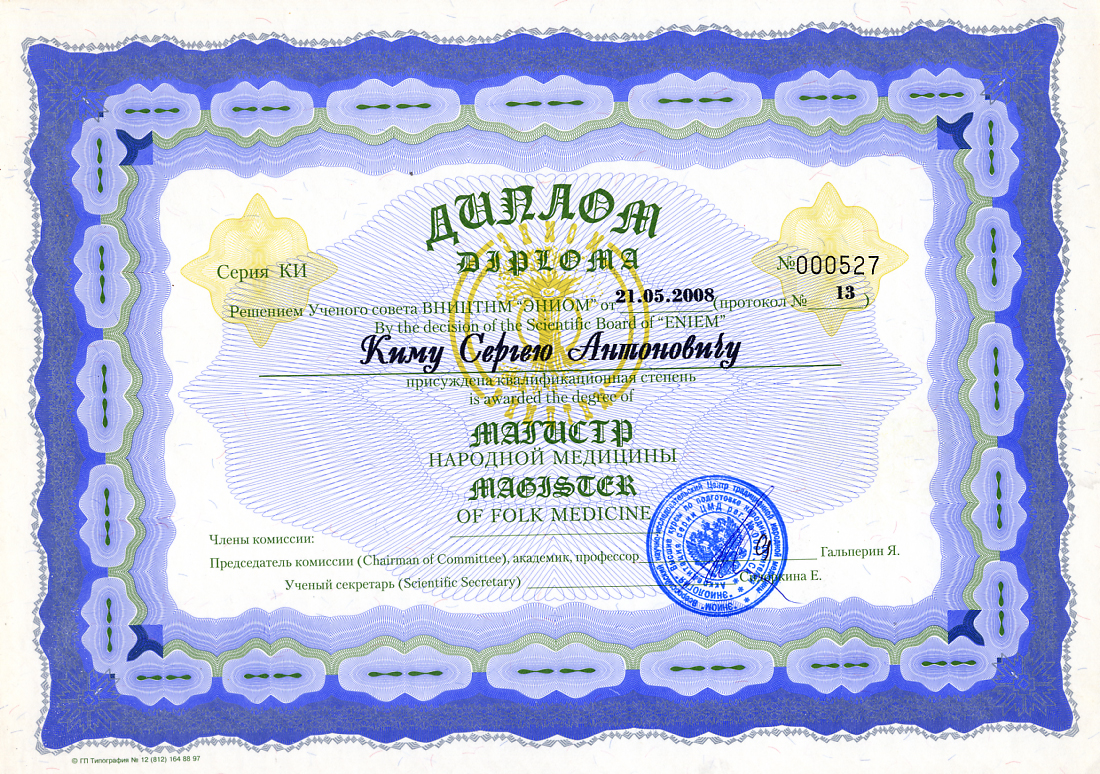 ДИПЛОМ
DIPLOMA
Серия КИ
№000527
Решением Ученого совета ВНИЦТНМ "ЭНИОМ" от 21.05.2008 (протокол № 13)
By the decision of the Scientific Board of "ENIEM"
Киму Сергею Антоновичу
присуждена квалификационная степень
is awarded the degree of
МАГИСТР
НАРОДНОЙ МЕДИЦИНЫ
MAGISTER
OF FOLK MEDICINE
Члены комиссии:
Председатель комиссии (Chairman of Committee), академик, профессор Гальперин Я.
Ученый секретарь (Scientific Secretary) Е.
© ГП Типография № 12 (812) 164 88 97